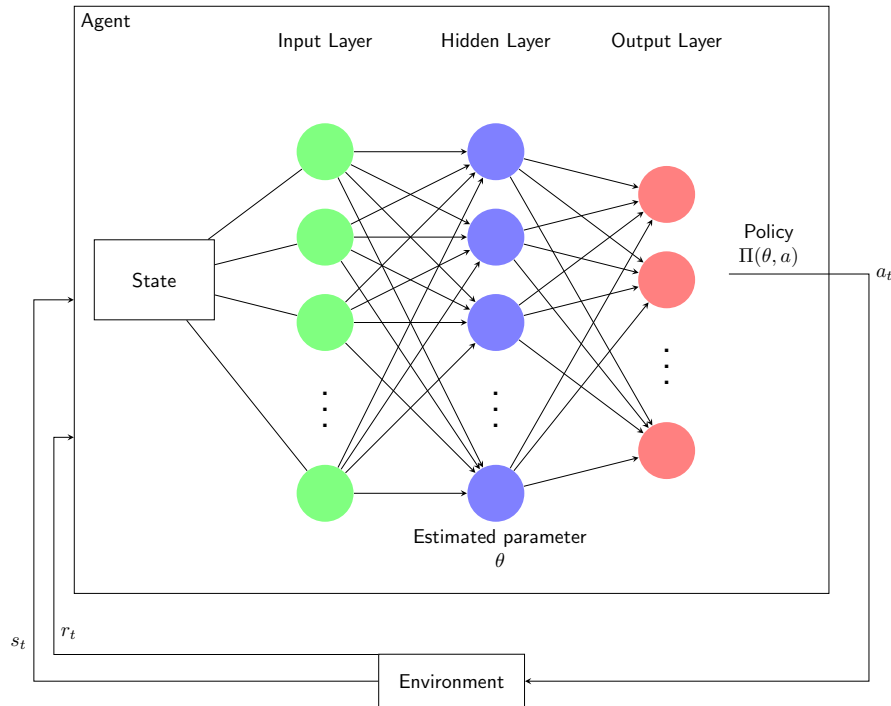 Agent
Input Layer
Hidden Layer
Output Layer
State
Policy
Π(θ, a)
a_t
Estimated parameter
θ
s_t
r_t
Environment